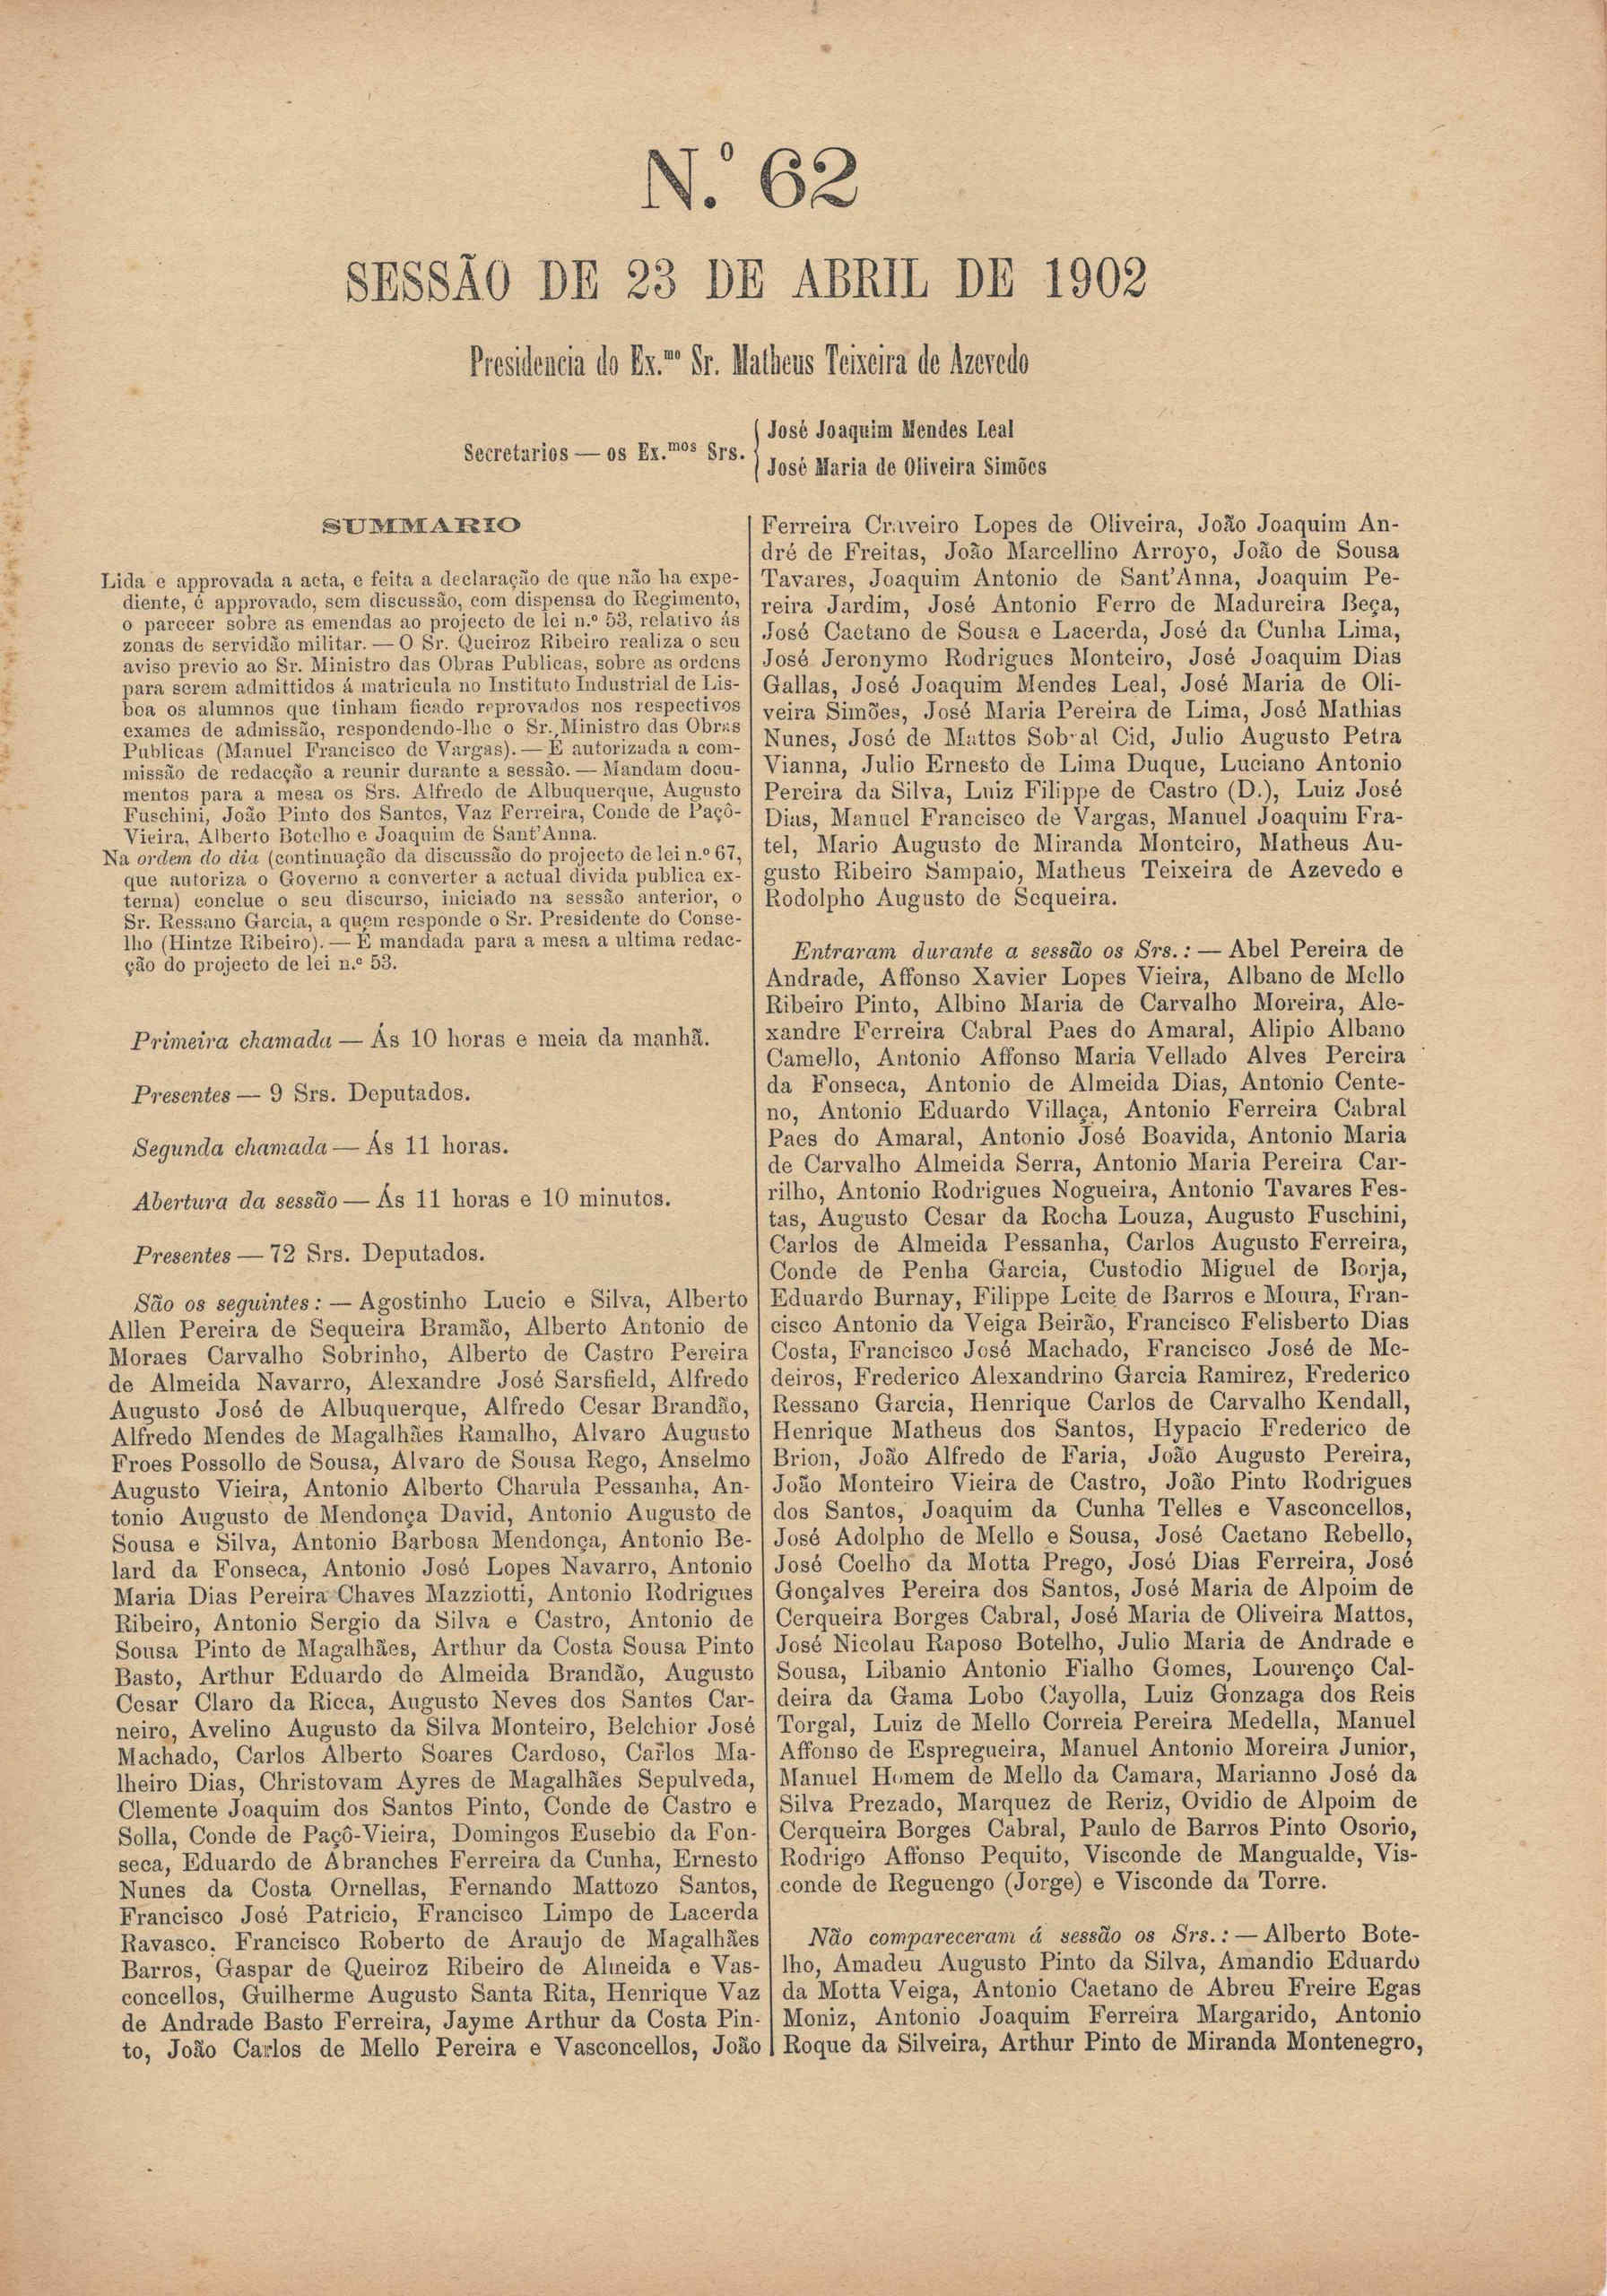 N.º 62
SESSÃO DE 23 DE ABRIL DE 1902
Presidencia do Ex.mo Sr. Matheus Teixeira de Azevedo
Secretarios — os Ex.mos Srs.
José Joaquim Mendes Leal
José Maria de Oliveira Simões
SUMMARIO
Lida e approvada a acta, e feita a declaração de que não ha expe-
diente, é approvado, sem discussão, com dispensa do Regimento,
o parecer sobre as emendas ao projecto de lei n.º 53, relativo ás
zonas de servidão militar. — O Sr. Queiroz Ribeiro realiza o seu
aviso previo ao Sr. Ministro das Obras Publicas, sobre as ordens
para serem admittidos á matricula no Instituto Industrial de Lis-
boa os alumnos que tinham ficado reprovados nos respectivos
exames de admissão, respondendo-lhe o Sr. Ministro das Obras
Publicas (Manuel Francisco de Vargas). — É autorizada a com-
missão de redacção a reunir durante a sessão. — Mandam docu-
mentos para a mesa os Srs. Alfredo de Albuquerque, Augusto
Fuschini, João Pinto dos Santos, Vaz Ferreira, Conde de Paçô-
Vieira, Alberto Botelho e Joaquim de Sant'Anna.
Na ordem do dia (continuação da discussão do projecto de lei n.º 67,
que autoriza o Governo a converter a actual divida publica ex-
terna) conclue o seu discurso, iniciado na sessão anterior, o
Sr. Ressano Garcia, a quem responde o Sr. Presidente do Conse-
lho (Hintze Ribeiro). — É mandada para a mesa a ultima redac-
ção do projecto de lei n.º 53.
Primeira chamada — Ás 10 horas e meia da manhã.
Presentes — 9 Srs. Deputados.
Segunda chamada — Ás 11 horas.
Abertura da sessão — Ás 11 horas e 10 minutos.
Presentes — 72 Srs. Deputados.
São os seguintes: — Agostinho Lucio e Silva, Alberto
Allen Pereira de Sequeira Bramão, Alberto Antonio de
Moraes Carvalho Sobrinho, Alberto de Castro Pereira
de Almeida Navarro, Alexandre José Sarsfield, Alfredo
Augusto José de Albuquerque, Alfredo Cesar Brandão,
Alfredo Mendes de Magalhães Ramalho, Alvaro Augusto
Froes Possollo de Sousa, Alvaro de Sousa Rego, Anselmo
Augusto Vieira, Antonio Alberto Charula Pessanha, An-
tonio Augusto de Mendonça David, Antonio Augusto de
Sousa e Silva, Antonio Barbosa Mendonça, Antonio Be-
lard da Fonseca, Antonio José Lopes Navarro, Antonio
Maria Dias Pereira Chaves Mazziotti, Antonio Rodrigues
Ribeiro, Antonio Sergio da Silva e Castro, Antonio de
Sousa Pinto de Magalhães, Arthur da Costa Sousa Pinto
Basto, Arthur Eduardo de Almeida Brandão, Augusto
Cesar Claro da Ricca, Augusto Neves dos Santos Car-
neiro, Avelino Augusto da Silva Monteiro, Belchior José
Machado, Carlos Alberto Soares Cardoso, Carlos Ma-
lheiro Dias, Christovam Ayres de Magalhães Sepulveda,
Clemente Joaquim dos Santos Pinto, Conde de Castro e
Solla, Conde de Paçô-Vieira, Domingos Eusebio da Fon-
seca, Eduardo de Abranches Ferreira da Cunha, Ernesto
Nunes da Costa Ornellas, Fernando Mattozo Santos,
Francisco José Patricio, Francisco Limpo de Lacerda
Ravasco, Francisco Roberto de Araujo de Magalhães
Barros, Gaspar de Queiroz Ribeiro de Almeida e Vas-
concellos, Guilherme Augusto Santa Rita, Henrique Vaz
de Andrade Basto Ferreira, Jayme Arthur da Costa Pin-
to, João Carlos de Mello Pereira e Vasconcellos, João
Ferreira Craveiro Lopes de Oliveira, João Joaquim An-
dré de Freitas, João Marcellino Arroyo, João de Sousa
Tavares, Joaquim Antonio de Sant'Anna, Joaquim Pe-
reira Jardim, José Antonio Ferro de Madureira Beça,
José Caetano de Sousa e Lacerda, José da Cunha Lima,
José Jeronymo Rodrigues Monteiro, José Joaquim Dias
Gallas, José Joaquim Mendes Leal, José Maria de Oli-
veira Simões, José Maria Pereira de Lima, José Mathias
Nunes, José de Mattos Sobral Cid, Julio Augusto Petra
Vianna, Julio Ernesto de Lima Duque, Luciano Antonio
Pereira da Silva, Luiz Filippe de Castro (D.), Luiz José
Dias, Manuel Francisco de Vargas, Manuel Joaquim Fra-
tel, Mario Augusto de Miranda Monteiro, Matheus Au-
gusto Ribeiro Sampaio, Matheus Teixeira de Azevedo e
Rodolpho Augusto de Sequeira.
Entraram durante a sessão os Srs.: — Abel Pereira de
Andrade, Affonso Xavier Lopes Vieira, Albano de Mello
Ribeiro Pinto, Albino Maria de Carvalho Moreira, Ale-
xandre Ferreira Cabral Paes do Amaral, Alipio Albano
Camello, Antonio Affonso Maria Vellado Alves Pereira
da Fonseca, Antonio de Almeida Dias, Antonio Cente-
no, Antonio Eduardo Villaça, Antonio Ferreira Cabral
Paes do Amaral, Antonio José Boavida, Antonio Maria
de Carvalho Almeida Serra, Antonio Maria Pereira Car-
rilho, Antonio Rodrigues Nogueira, Antonio Tavares Fes-
tas, Augusto Cesar da Rocha Louza, Augusto Fuschini,
Carlos de Almeida Pessanha, Carlos Augusto Ferreira,
Conde de Penha Garcia, Custodio Miguel de Borja,
Eduardo Burnay, Filippe Leite de Barros e Moura, Fran-
cisco Antonio da Veiga Beirão, Francisco Felisberto Dias
Costa, Francisco José Machado, Francisco José de Me-
deiros, Frederico Alexandrino Garcia Ramirez, Frederico
Ressano Garcia, Henrique Carlos de Carvalho Kendall,
Henrique Matheus dos Santos, Hypacio Frederico de
Brion, João Alfredo de Faria, João Augusto Pereira,
João Monteiro Vieira de Castro, João Pinto Rodrigues
dos Santos, Joaquim da Cunha Telles e Vasconcellos,
José Adolpho de Mello e Sousa, José Caetano Rebello,
José Coelho da Motta Prego, José Dias Ferreira, José
Gonçalves Pereira dos Santos, José Maria de Alpoim de
Cerqueira Borges Cabral, José Maria de Oliveira Mattos,
José Nicolau Raposo Botelho, Julio Maria de Andrade e
Sousa, Libanio Antonio Fialho Gomes, Lourenço Cal-
deira da Gama Lobo Cayolla, Luiz Gonzaga dos Reis
Torgal, Luiz de Mello Correia Pereira Medella, Manuel
Affonso de Espregueira, Manuel Antonio Moreira Junior,
Manuel Homem de Mello da Camara, Marianno José da
Silva Prezado, Marquez de Reriz, Ovidio de Alpoim de
Cerqueira Borges Cabral, Paulo de Barros Pinto Osorio,
Rodrigo Affonso Pequito, Visconde de Mangualde, Vis-
conde de Reguengo (Jorge) e Visconde da Torre.
Não compareceram á sessão os Srs.: — Alberto Bote-
lho, Amadeu Augusto Pinto da Silva, Amandio Eduardo
da Motta Veiga, Antonio Caetano de Abreu Freire Egas
Moniz, Antonio Joaquim Ferreira Margarido, Antonio
Roque da Silveira, Arthur Pinto de Miranda Montenegro,